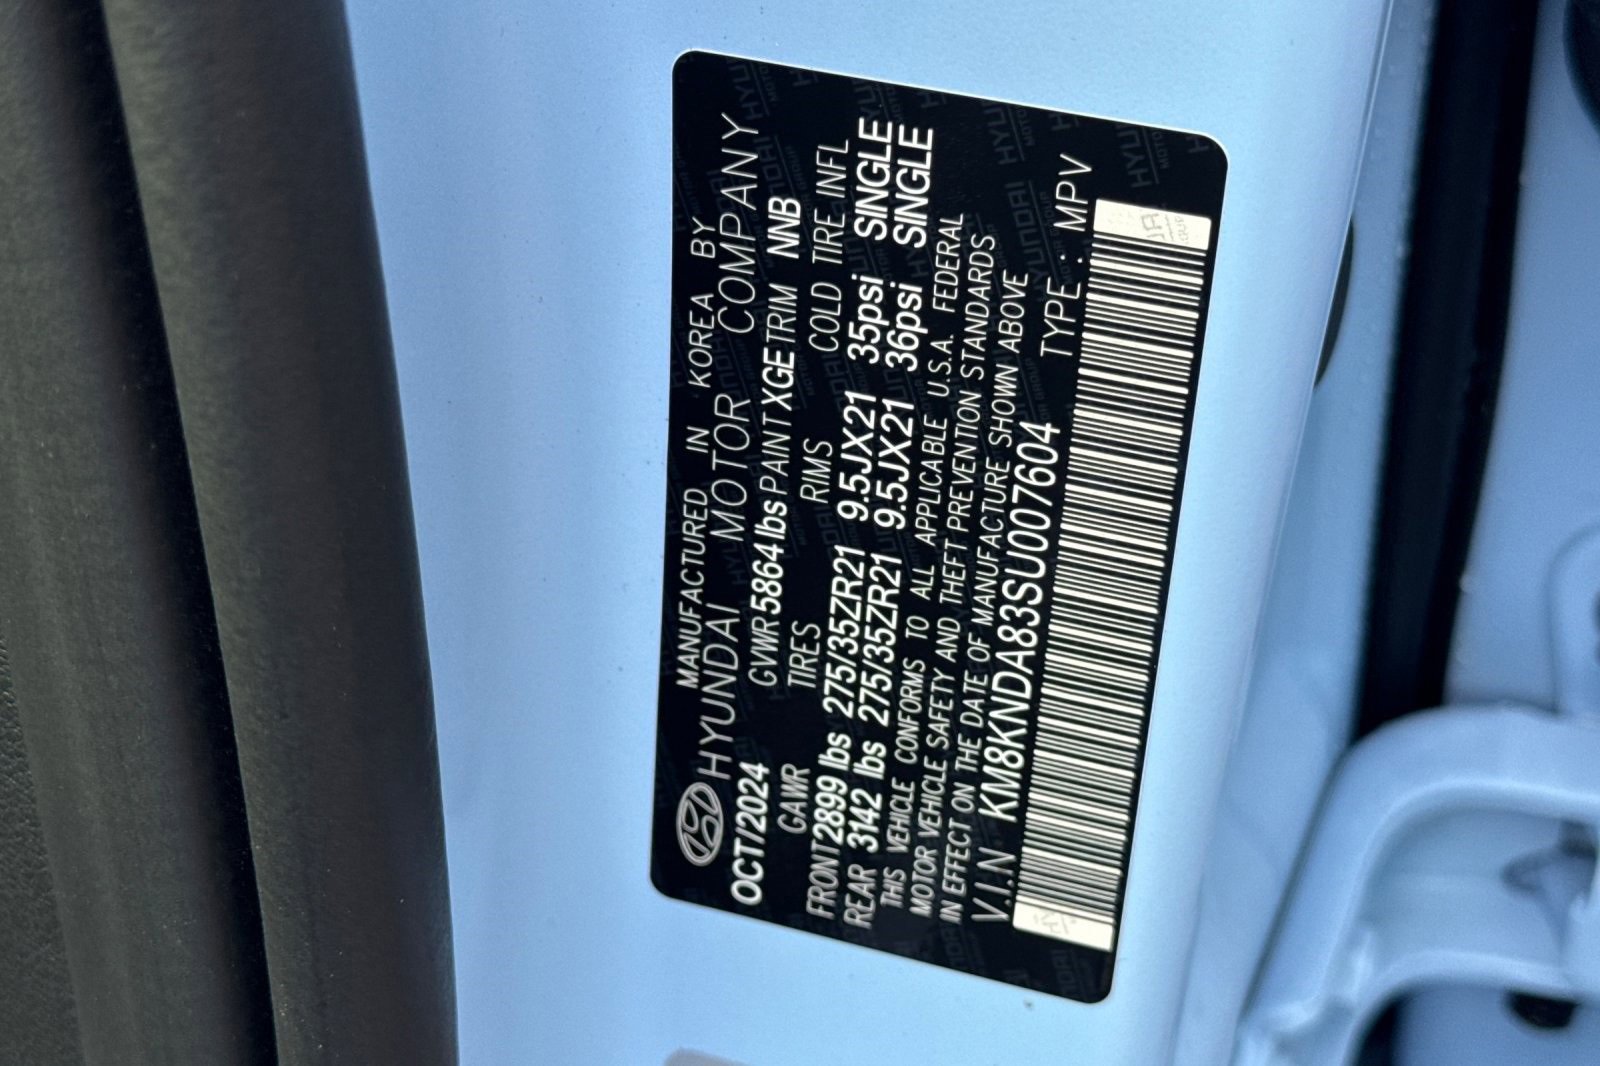 MANUFACTURED IN KOREA BY
HYUNDAI MOTOR COMPANY
OCT/2024 GVWR 5864 lbs PAINT XGE TRIM NNB
GAWR TIRES RIMS COLD TIRE INFL
FRONT 2899 lbs 275/35ZR21 9.5JX21 35psi SINGLE
REAR 3142 lbs 275/35ZR21 9.5JX21 36psi SINGLE
THIS VEHICLE CONFORMS TO ALL APPLICABLE U.S.A. FEDERAL
MOTOR VEHICLE SAFETY AND THEFT PREVENTION STANDARDS
IN EFFECT ON THE DATE OF MANUFACTURE SHOWN ABOVE
V.I.N KM8KNDA83SU007604 TYPE : MPV